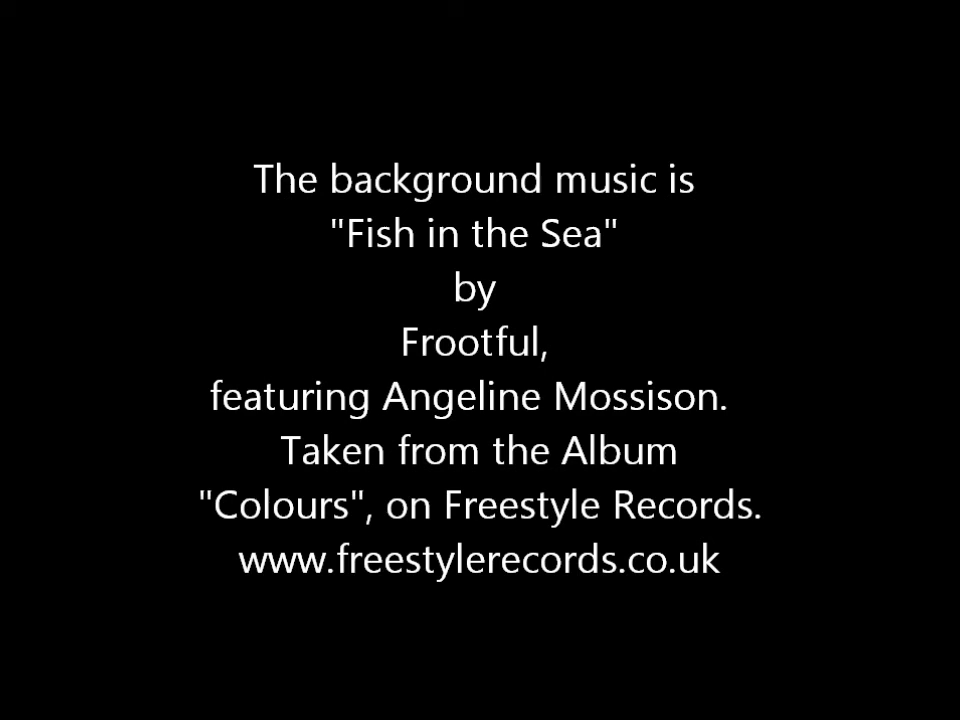 The background music is
"Fish in the Sea"
by
Frootful,
featuring Angeline Mossison.
Taken from the Album
"Colours", on Freestyle Records.
www.freestylerecords.co.uk